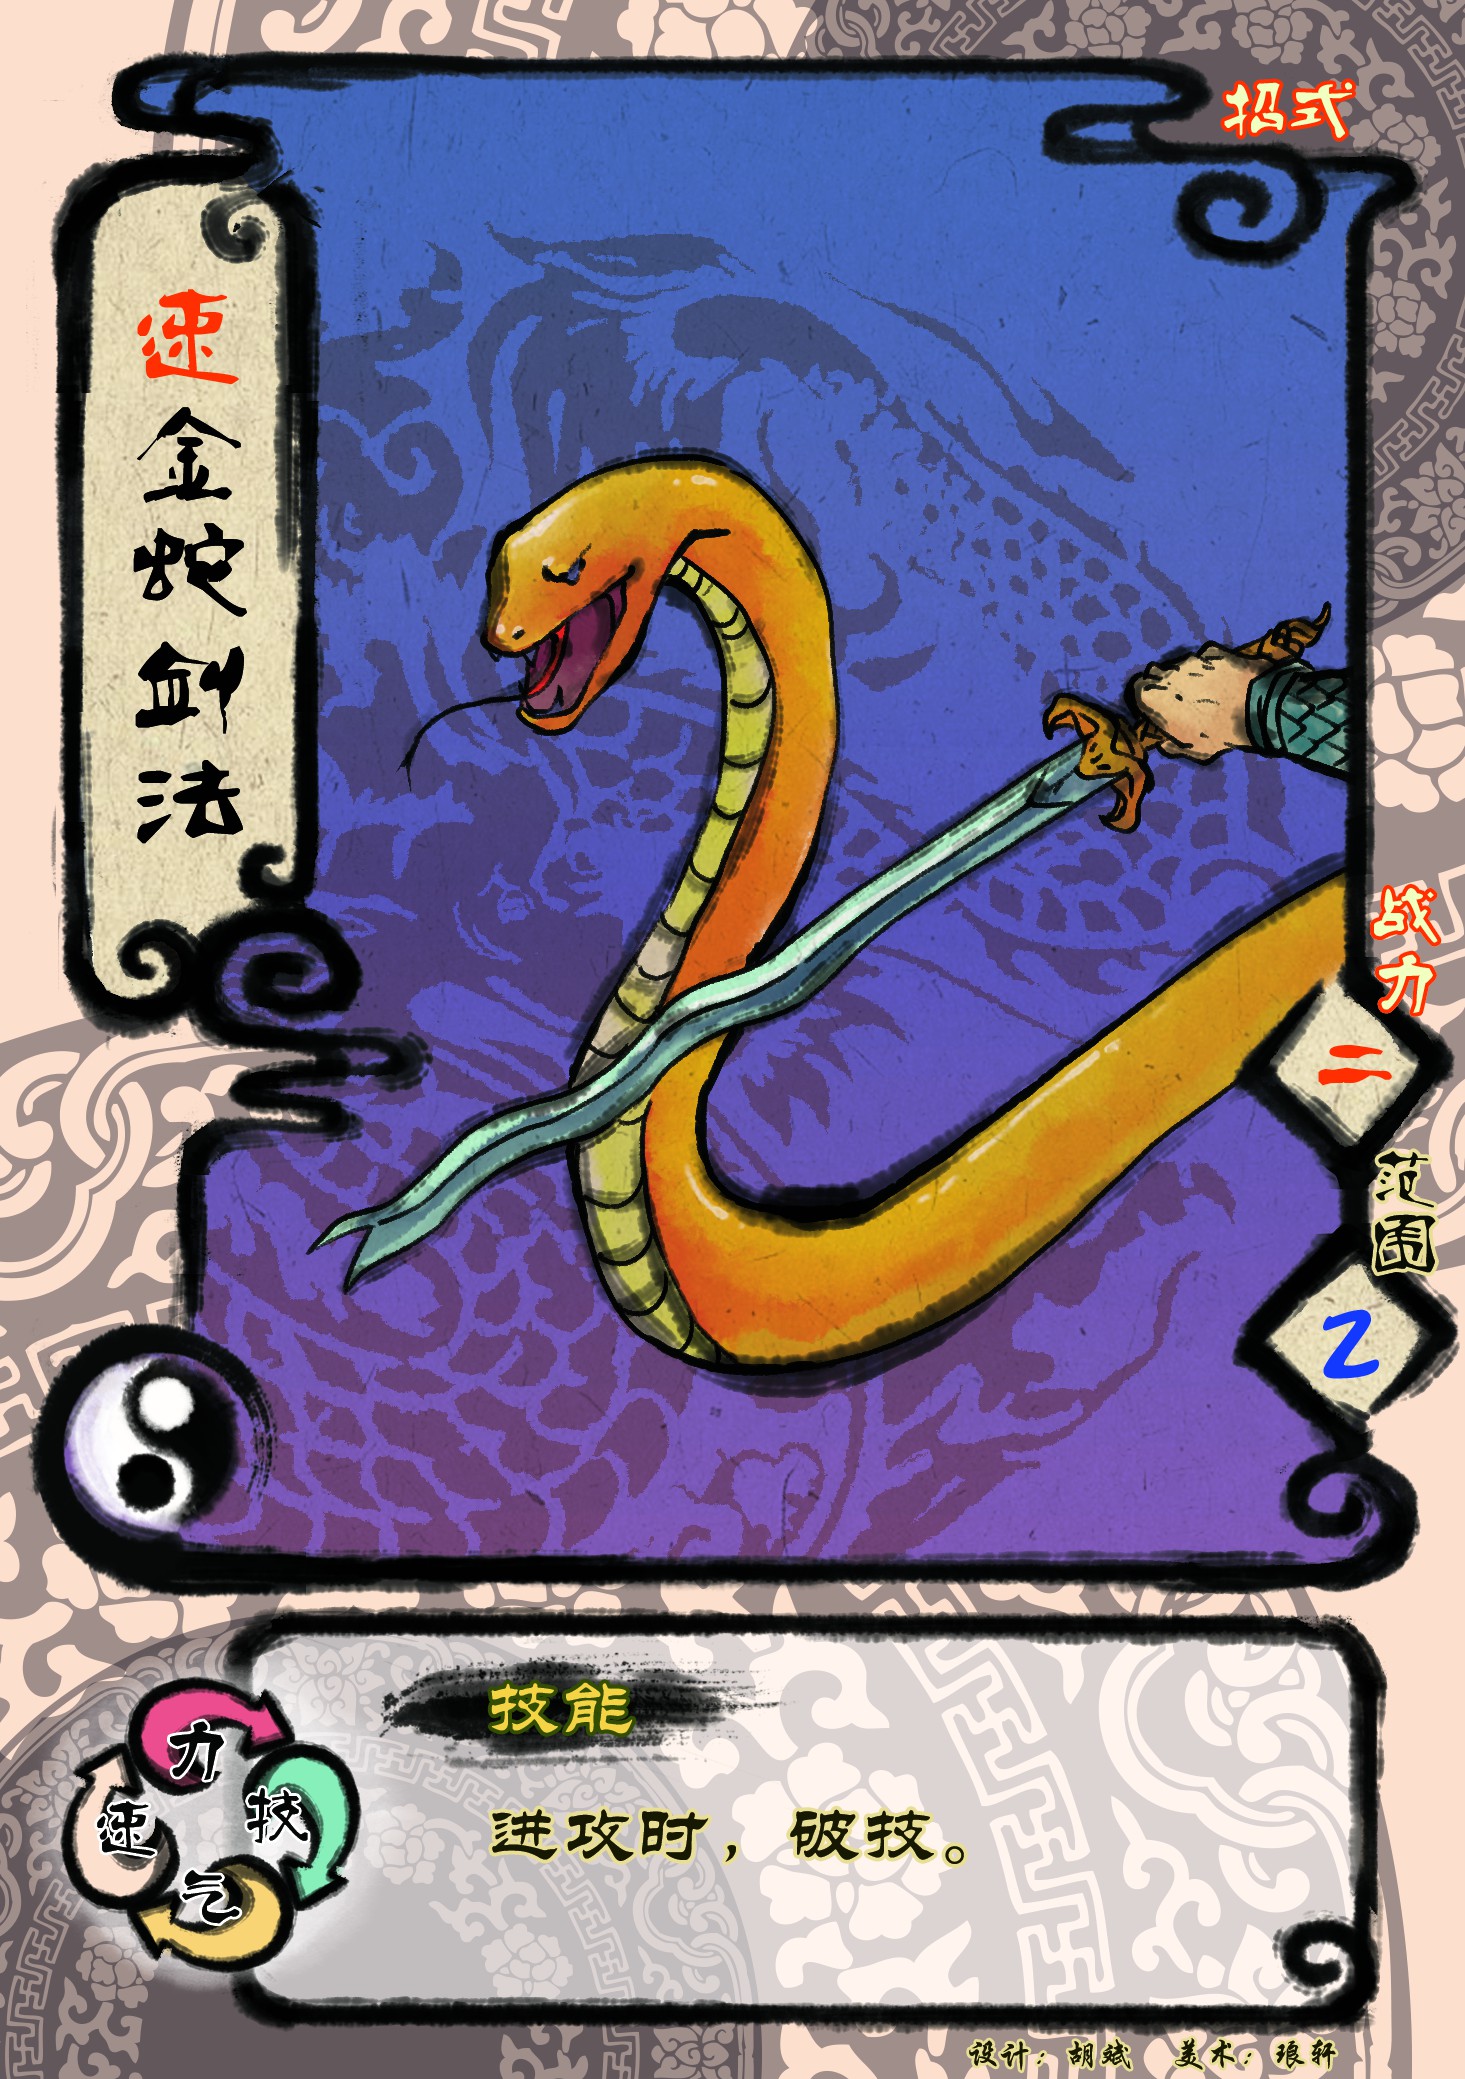 招式
速金蛇剑法
战力
二
范围
2
技能
力
技
速
气
进攻时，破技。
设计：胡斌 美术：琅轩